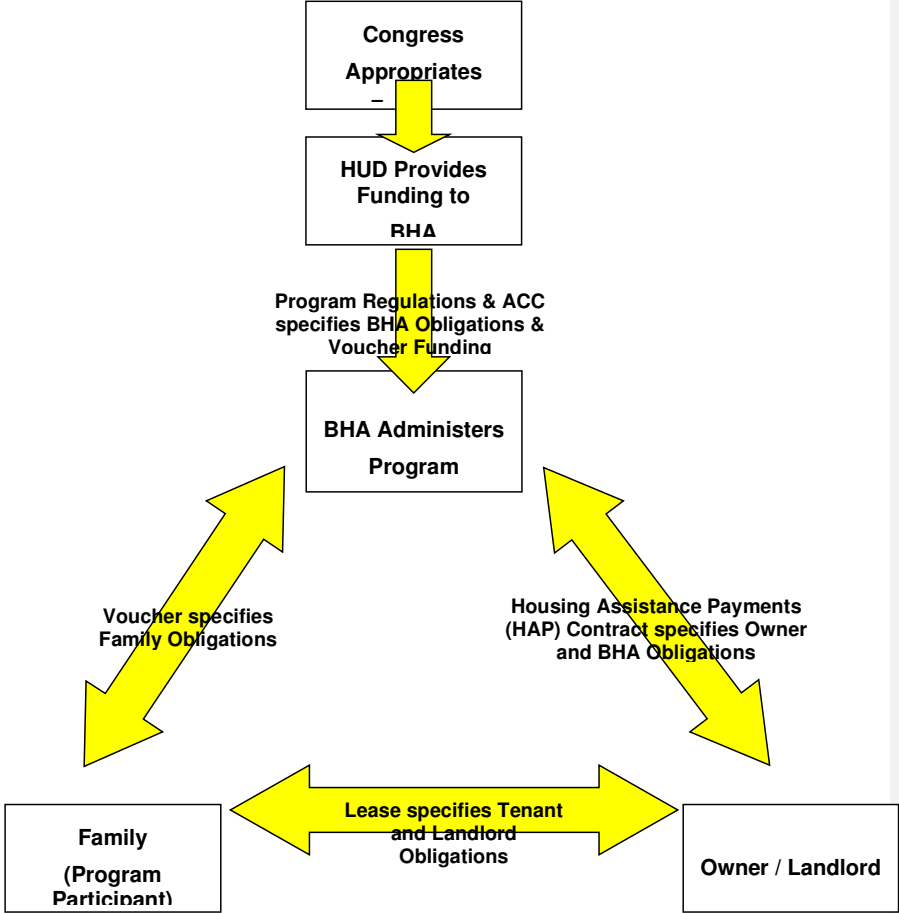 Congress
Appropriates
–
HUD Provides
Funding to
BHA
Program Regulations & ACC
specifies BHA Obligations &
Voucher Funding
BHA Administers
Program
Voucher specifies
Family Obligations
Housing Assistance Payments
(HAP) Contract specifies Owner
and BHA Obligations
Lease specifies Tenant
and Landlord
Obligations
Family
(Program
Participant)
Owner / Landlord